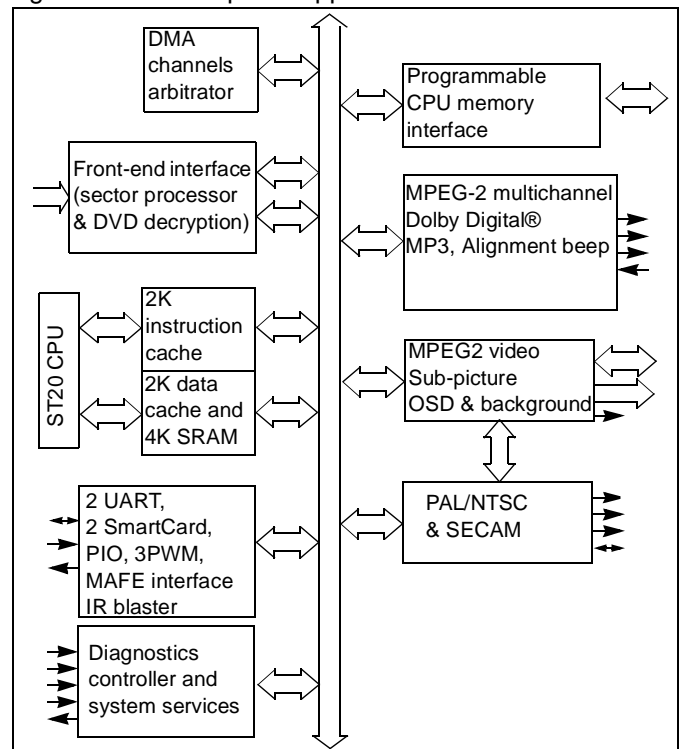 DMA
channels
arbitrator
Programmable
CPU memory
interface
Front-end interface
(sector processor
& DVD decryption)
MPEG-2 multichannel
Dolby Digital®
MP3, Alignment beep
ST20 CPU
2K
instruction
cache
2K data
cache and
4K SRAM
MPEG2 video
Sub-picture
OSD & background
2 UART,
2 SmartCard,
PIO, 3PWM,
MAFE interface
IR blaster
PAL/NTSC
& SECAM
Diagnostics
controller and
system services